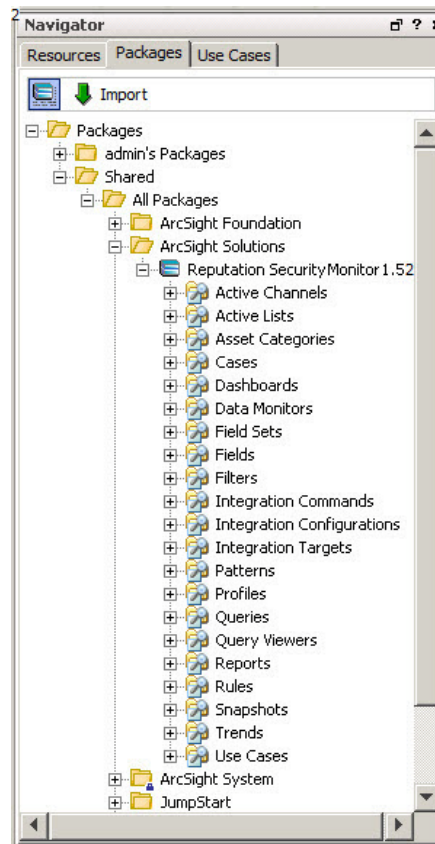 2
Navigator ?
Resources Packages Use Cases
Import
Packages
admin's Packages
Shared
All Packages
ArcSight Foundation
ArcSight Solutions
Reputation SecurityMonitor 1.52
Active Channels
Active Lists
Asset Categories
Cases
Dashboards
Data Monitors
Field Sets
Fields
Filters
Integration Commands
Integration Configurations
Integration Targets
Patterns
Profiles
Queries
Query Viewers
Reports
Rules
Snapshots
Trends
Use Cases
ArcSight System
JumpStart